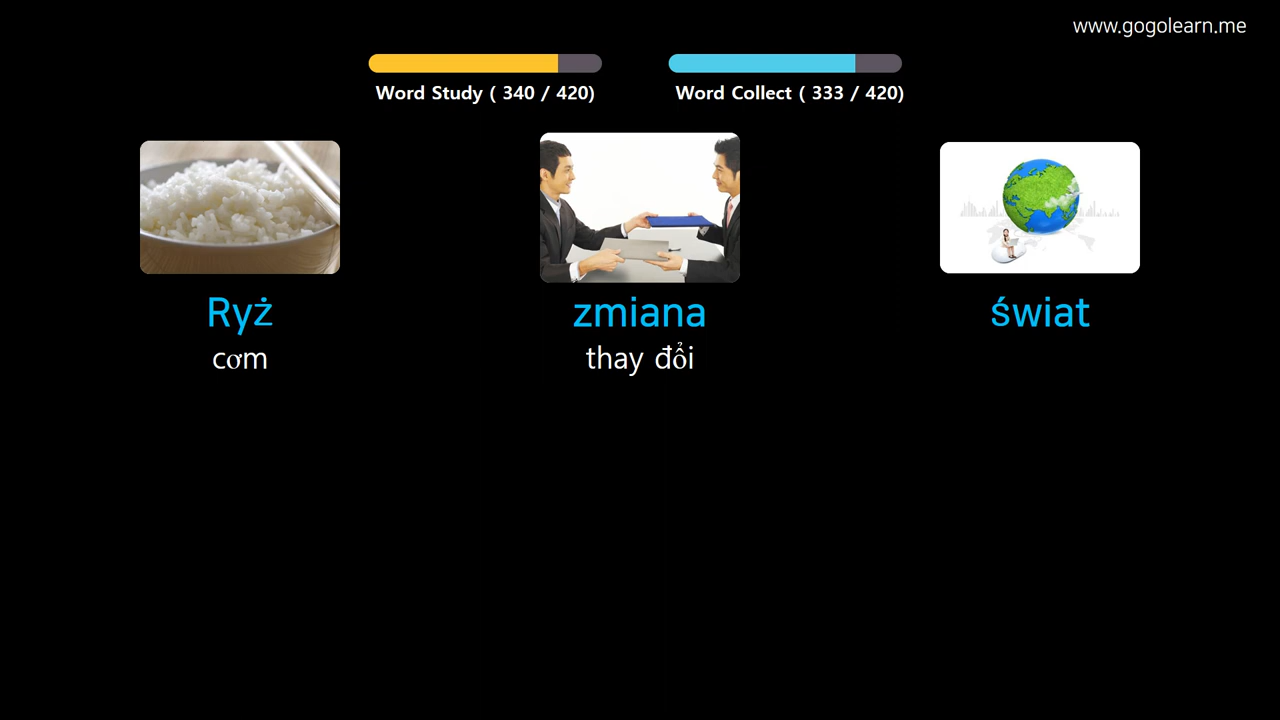 www.gogolearn.me
Word Study ( 340 / 420)
Word Collect ( 333 / 420)
Ryż
zmiana
świat
cơm
thay đổi